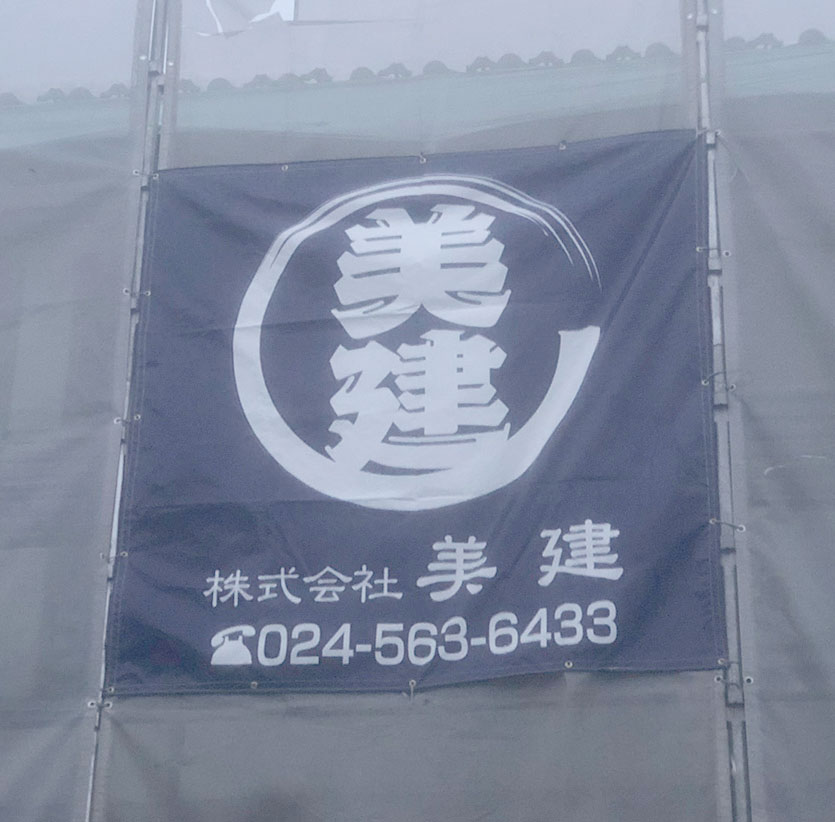 美
建
株式会社 美建
☎024-563-6433